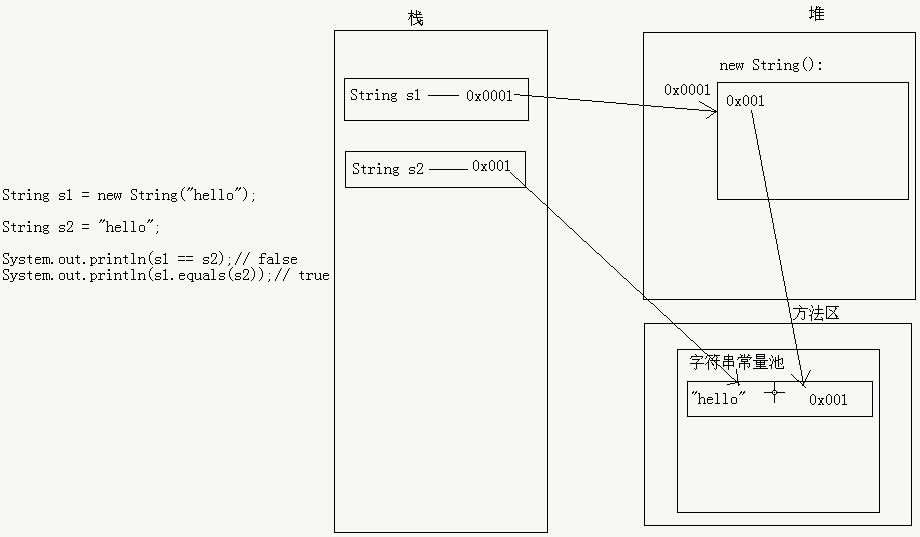 栈
堆
new String():
String s1
0x0001
0x0001
0x001
String s2
0x001
String s1 = new String("hello");
String s2 = "hello";
System.out.println(s1 == s2);// false
System.out.println(s1.equals(s2));// true
方法区
字符串常量池
"hello"
0x001